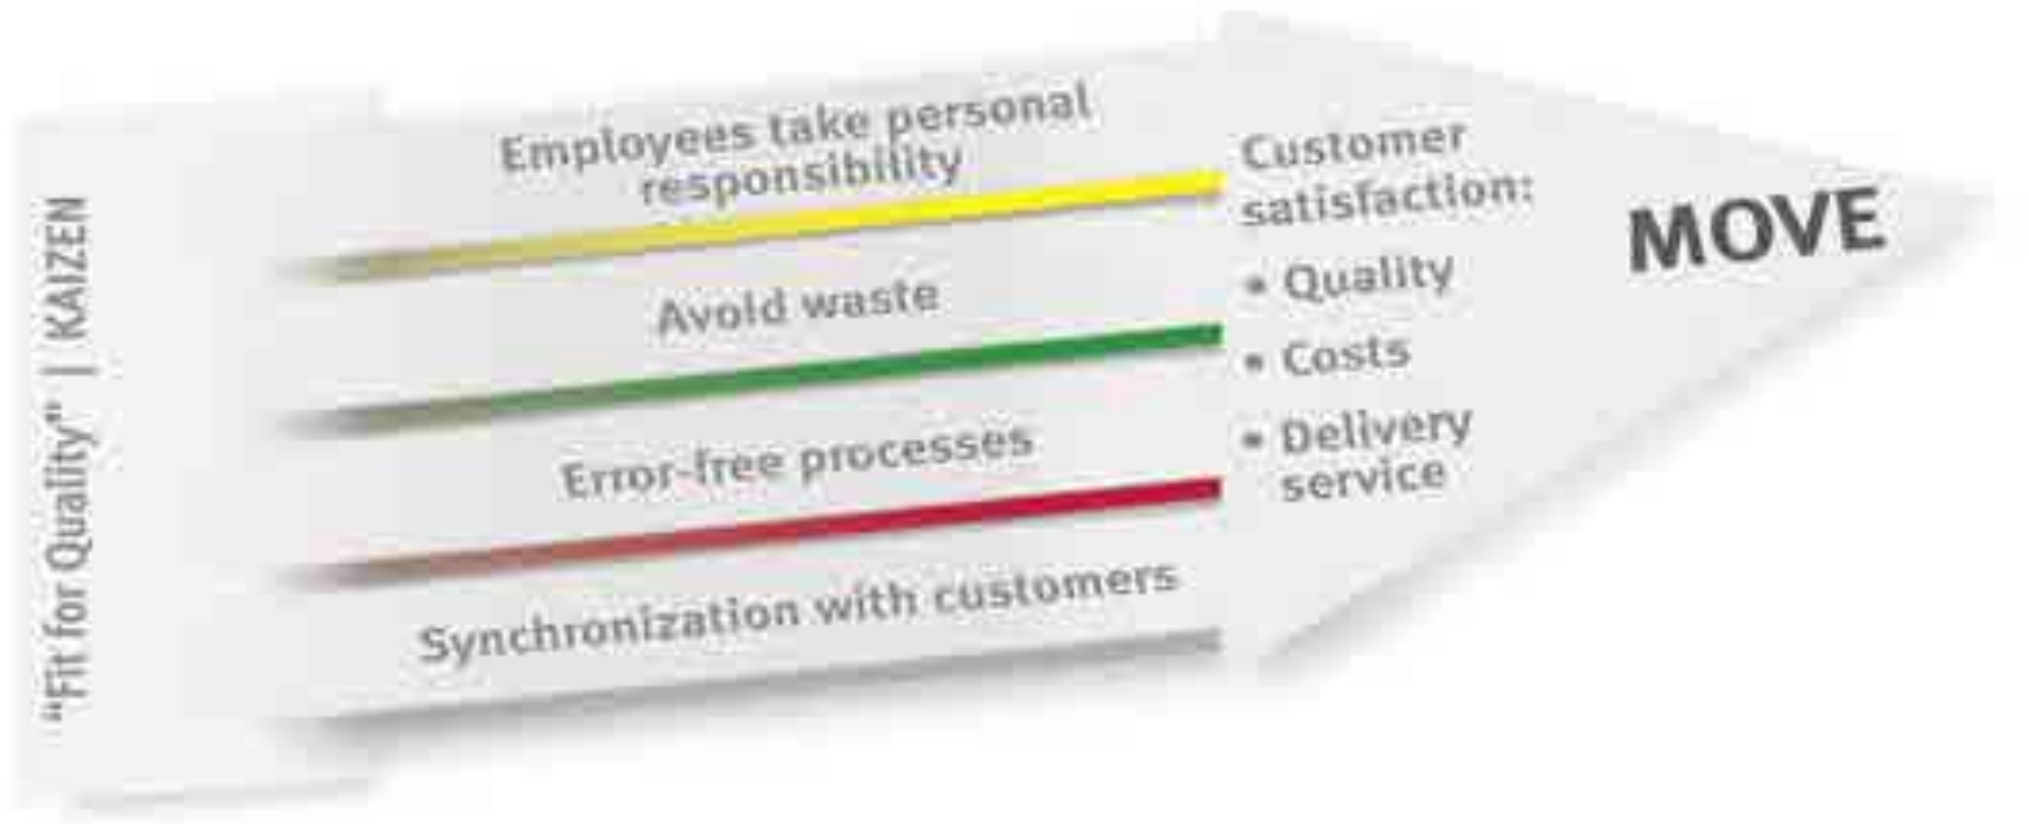 "Fit for Quality" | KAIZEN
Employees take personal
responsibility
Avoid waste
Error-free processes
Synchronization with customers
Customer
satisfaction:
• Quality
• Costs
• Delivery
service
MOVE